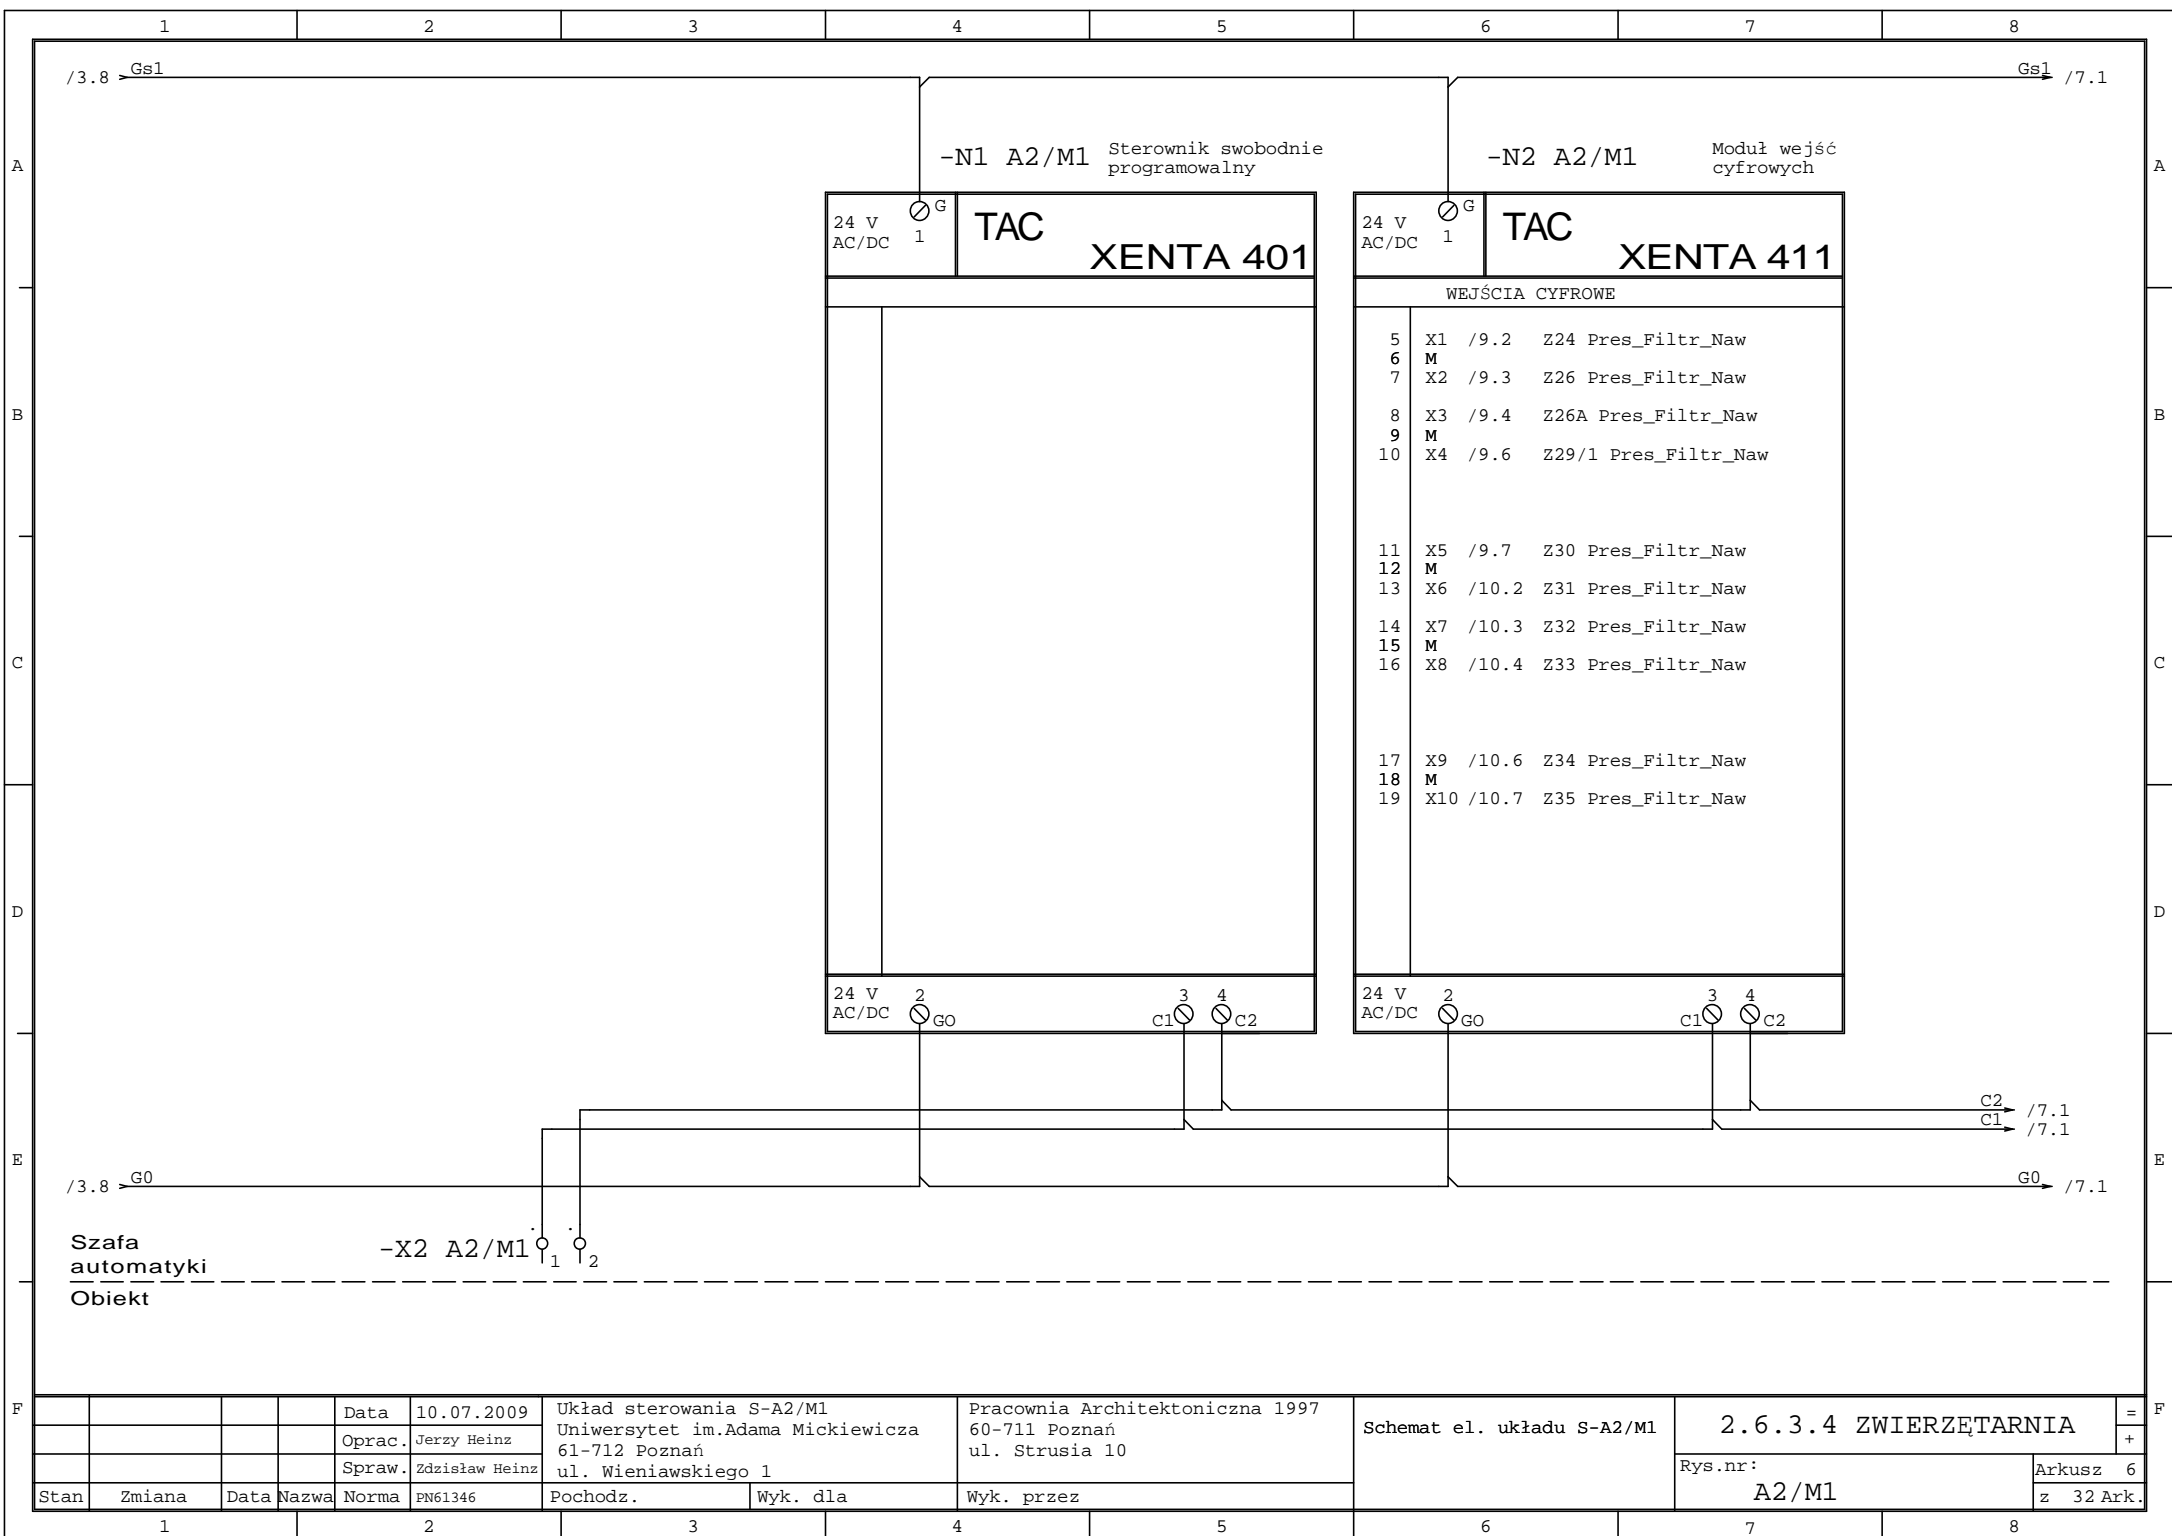 1 2 3 4 5 6 7 8
/3.8 Gs1
Gs1 /7.1
A
-N1 A2/M1 Sterownik swobodnie
programowalny
-N2 A2/M1 Moduł wejść
cyfrowych
A
24 V
AC/DC
G
1
TAC
XENTA 401
24 V
AC/DC
G
1
TAC
XENTA 411
WEJŚCIA CYFROWE
5 X1 /9.2 Z24 Pres_Filtr_Naw
6 M
7 X2 /9.3 Z26 Pres_Filtr_Naw
B
8 X3 /9.4 Z26A Pres_Filtr_Naw
B
9 M
10 X4 /9.6 Z29/1 Pres_Filtr_Naw
11 X5 /9.7 Z30 Pres_Filtr_Naw
12 M
13 X6 /10.2 Z31 Pres_Filtr_Naw
14 X7 /10.3 Z32 Pres_Filtr_Naw
15 M
C
16 X8 /10.4 Z33 Pres_Filtr_Naw
C
17 X9 /10.6 Z34 Pres_Filtr_Naw
18 M
19 X10 /10.7 Z35 Pres_Filtr_Naw
D
D
24 V
AC/DC
2
GO
3
C1
4
C2
24 V
AC/DC
2
GO
3
C1
4
C2
C2 /7.1
C1 /7.1
E
E
/3.8 G0
G0 /7.1
Szafa
automatyki
-X2 A2/M1 1 2
Obiekt
F
F
Data 10.07.2009
Oprac. Jerzy Heinz
Spraw. Zdzisław Heinz
Stan Zmiana Data Nazwa Norma PN61346
Układ sterowania S-A2/M1
Uniwersytet im.Adama Mickiewicza
61-712 Poznań
ul. Wieniawskiego 1
Pochodz. Wyk. dla
Pracownia Architektoniczna 1997
60-711 Poznań
ul. Strusia 10
Wyk. przez
Schemat el. układu S-A2/M1
2.6.3.4 ZWIERZĘTARNIA
=
+
Rys.nr:
A2/M1
Arkusz 6
z 32 Ark.
1 2 3 4 5 6 7 8